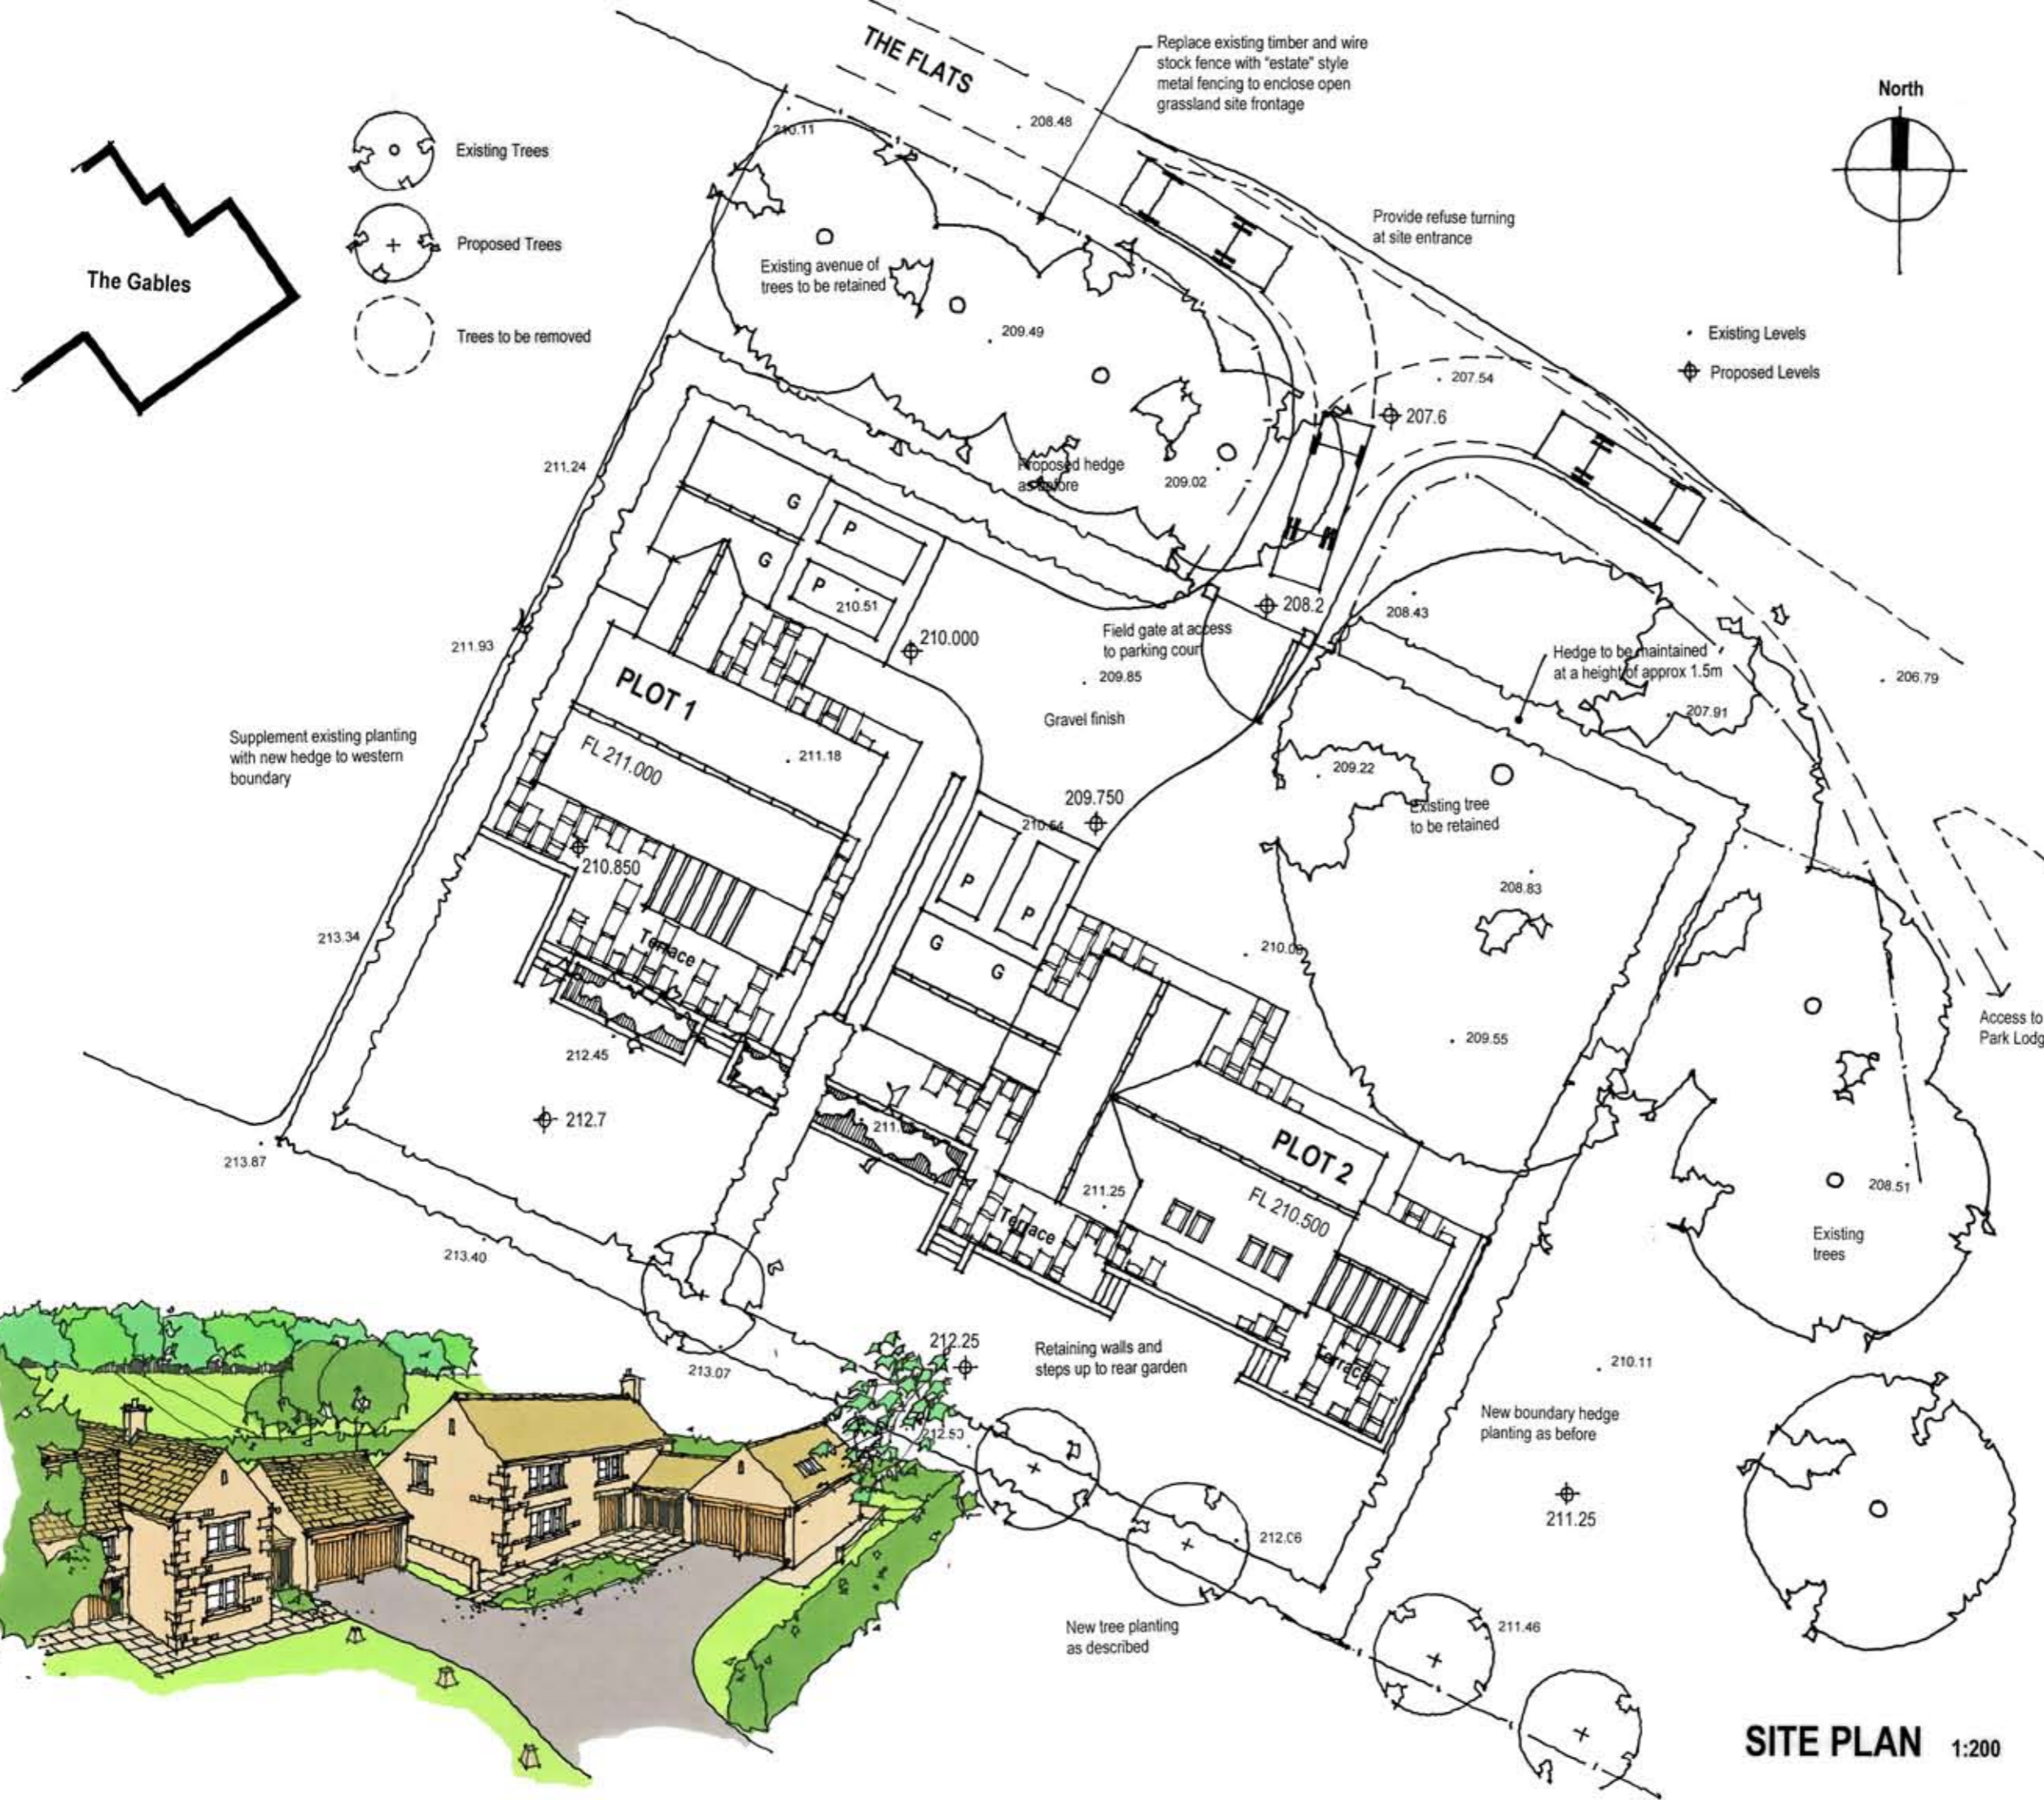 THE FLATS
Replace existing timber and wire
stock fence with "estate" style
metal fencing to enclose open
grassland site frontage
North
208.48
210.11
Existing Trees
Proposed Trees
Trees to be removed
The Gables
Provide refuse turning
at site entrance
Existing avenue of
trees to be retained
209.49
Existing Levels
Proposed Levels
207.54
207.6
211.24
Proposed hedge
as before
209.02
G
P
G
P
210.51
208.2
208.43
210.000
Field gate at access
to parking court
209.85
211.93
Hedge to be maintained
at a height of approx 1.5m
206.79
207.91
PLOT 1
FL 211.000
Gravel finish
Supplement existing planting
with new hedge to western
boundary
211.18
209.22
209.750
210.54
Existing tree
to be retained
210.850
P
P
208.83
213.34
Terrace
G
G
209.55
Access to
212.45
212.7
PLOT 2
FL 210.500
213.87
211.25
208.51
Terrace
Existing
trees
213.40
212.25
Retaining walls and
steps up to rear garden
213.07
Terrace
210.11
New boundary hedge
planting as before
211.25
212.06
New tree planting
as described
211.46
SITE PLAN 1:200